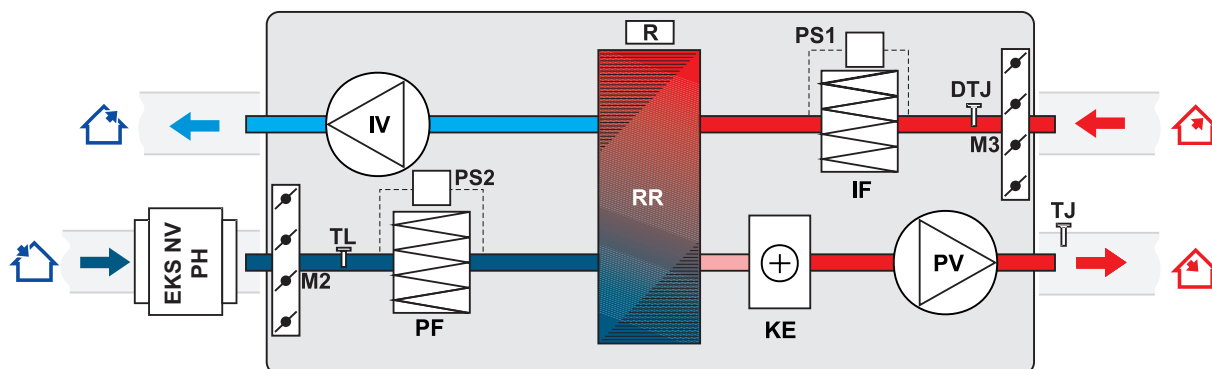 R
PS1
DTJ
IV
M3
PS2
IF
RR
EKS NV
PH
TL
TJ
M2
PV
PF
KE